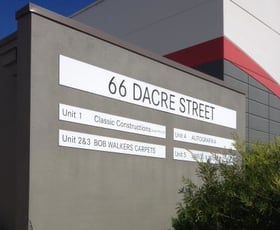 66 DACRE STREET
Unit 1 Classic Constructions
Unit 2&3 BOB WALKERS CARPETS
Unit 4 AUTOGRAFIKA
Unit 5